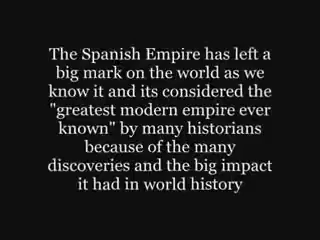 The Spanish Empire has left a
big mark on the world as we
know it and its considered the
"greatest modern empire ever
known" by many historians
because of the many
discoveries and the big impact
it had in world history